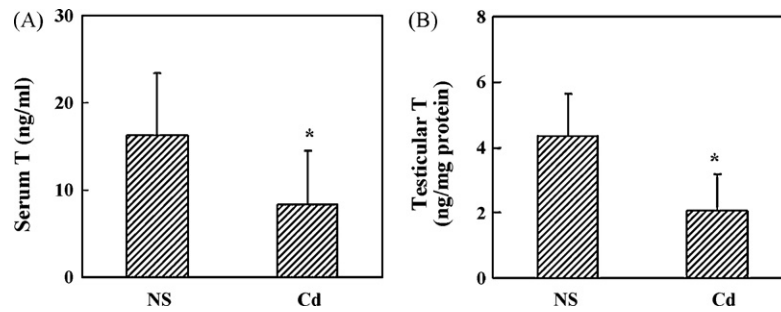 (A)
30
20
10
0
Serum T (ng/ml)
*
NS Cd
(B)
8
6
4
2
0
Testicular T
(ng/mg protein)
*
NS Cd